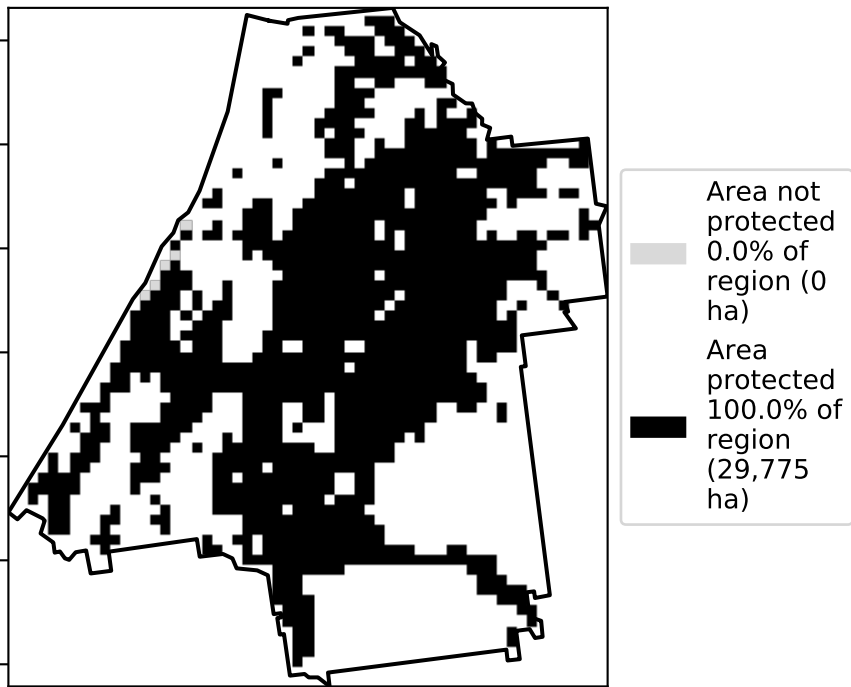 Area not
protected
0.0% of
region (0
ha)
Area
protected
100.0% of
region
(29,775
ha)